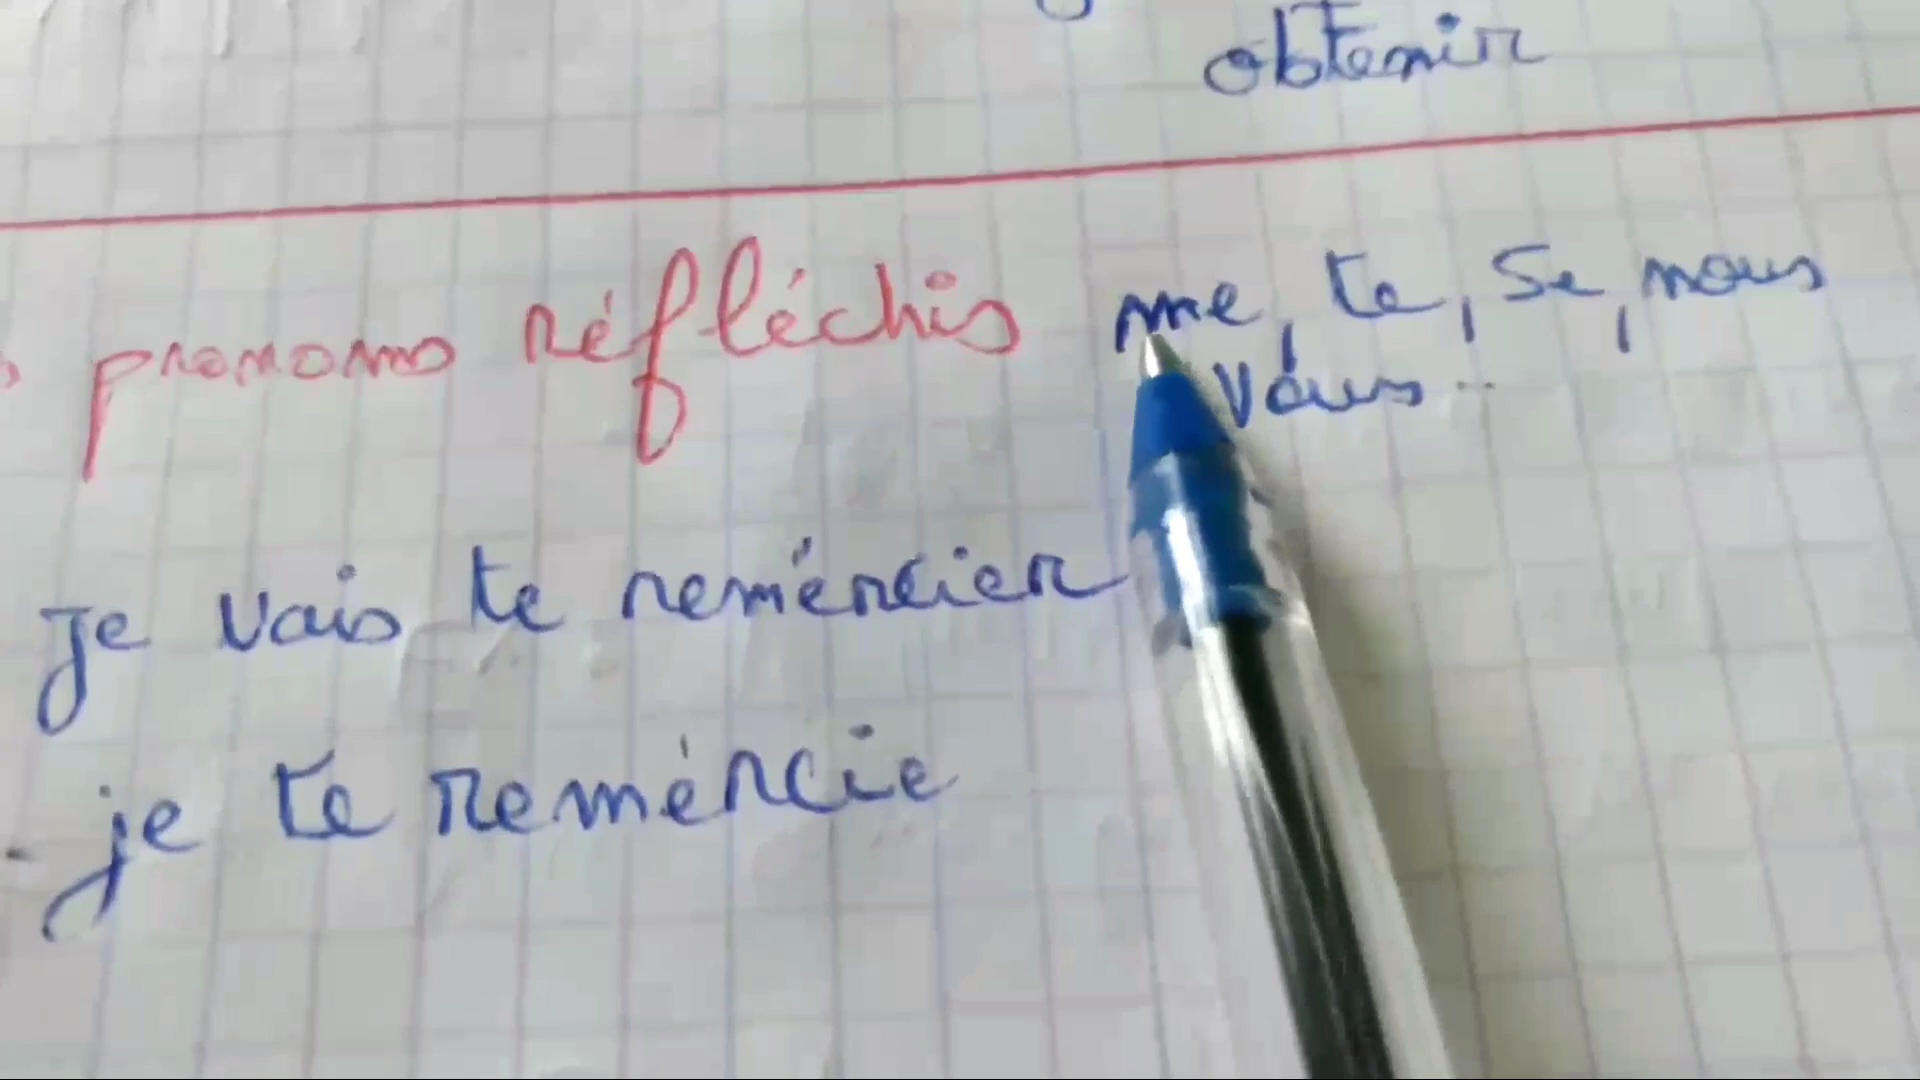 obtenir
pronoms réfléchis me, te, se, nous
vous..
Je vais te remércier
je te remércie